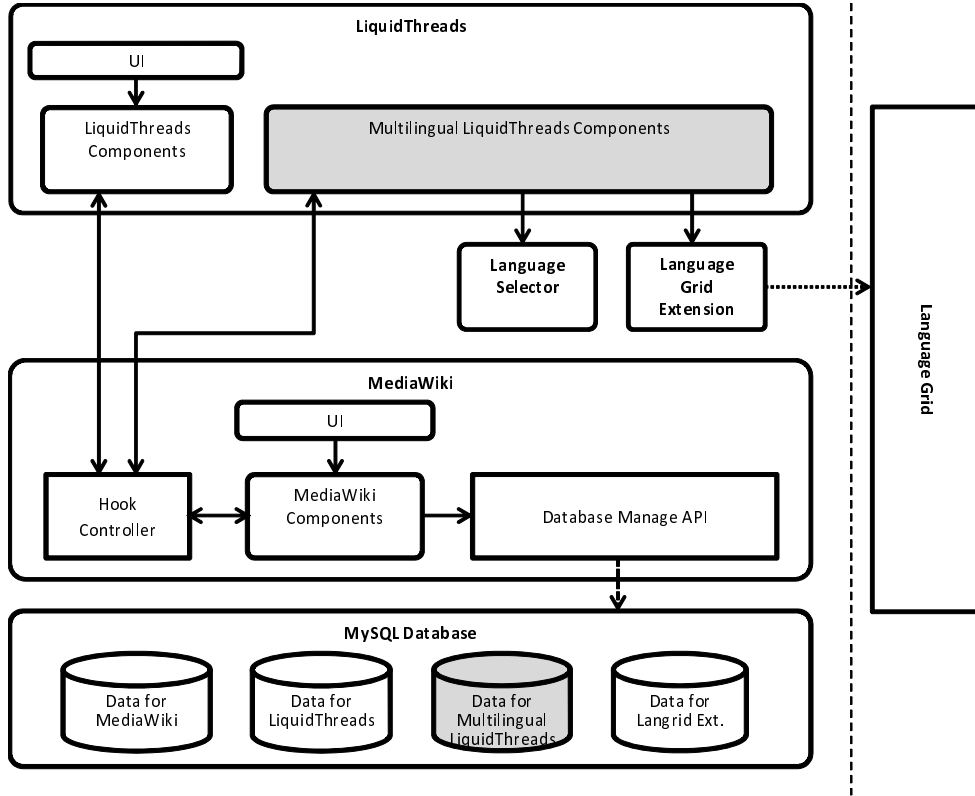 LiquidThreads
UI
LiquidThreads
Components
Multilingual LiquidThreads Components
Language
Selector
Language
Grid
Extension
Language Grid
MediaWiki
UI
Hook
Controller
MediaWiki
Components
Database Manage API
MySQL Database
Data for
MediaWiki
Data for
LiquidThreads
Data for
Multilingual
LiquidThreads
Data for
Langrid Ext.